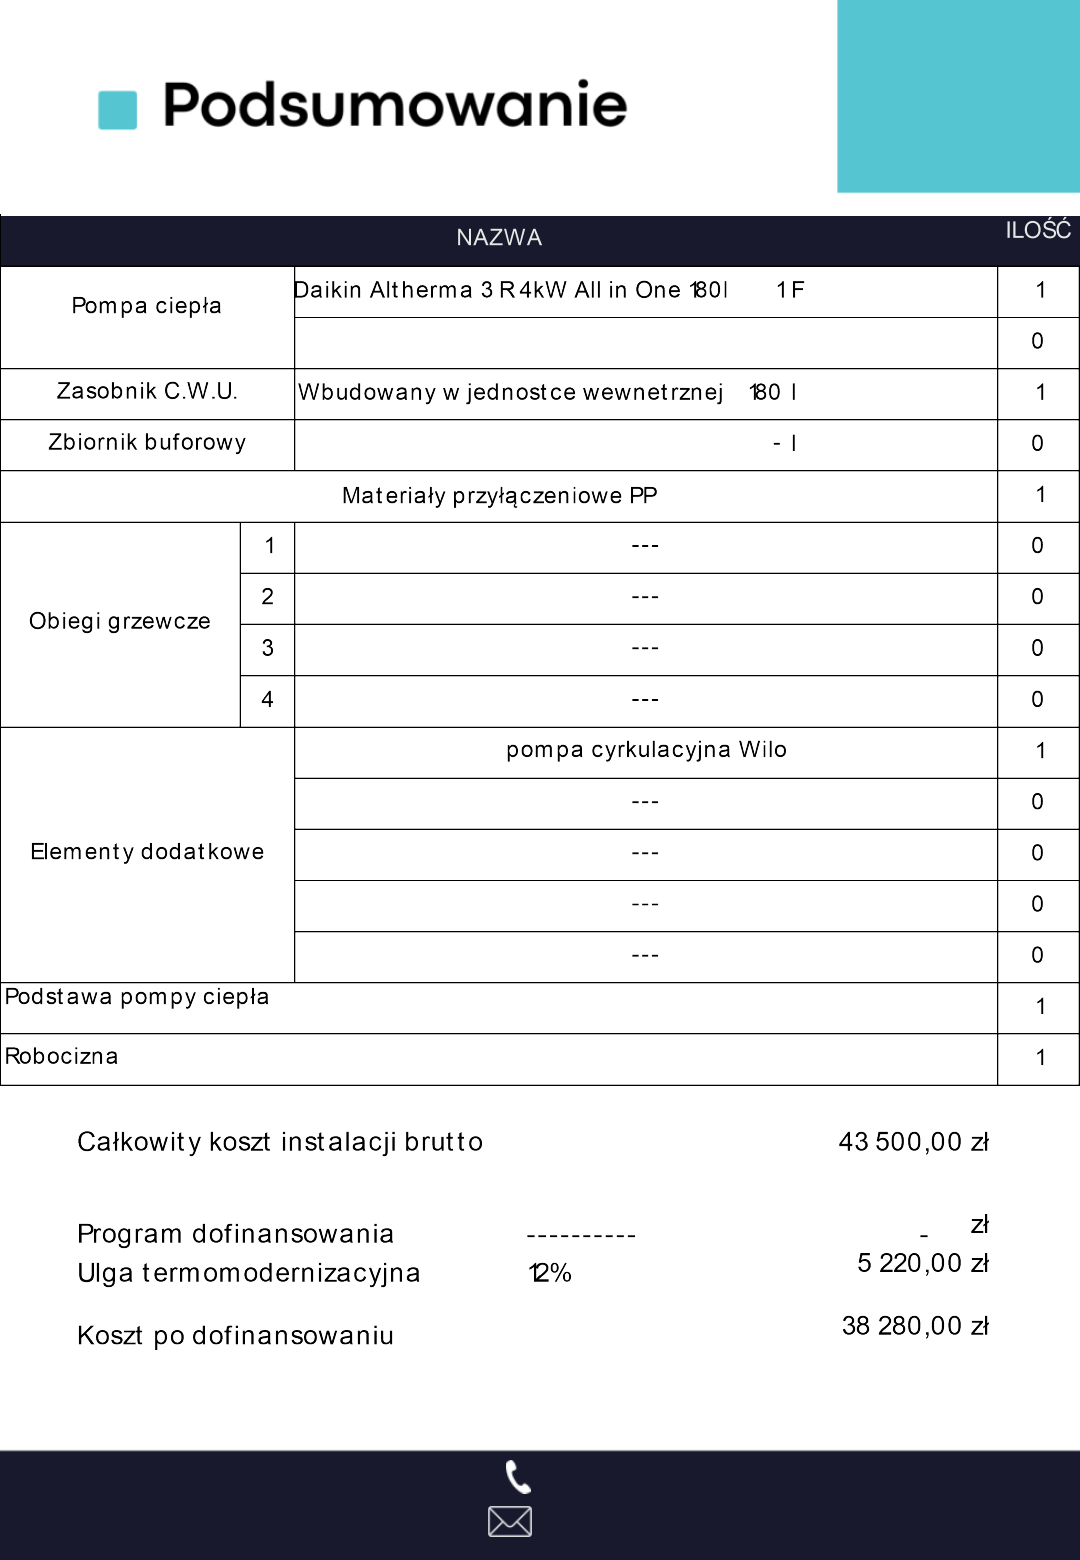 Podsumowanie
NAZWA ILOŚĆ
Pompa ciepła Daikin Altherma 3 R 4kW All in One 180l 1F 1
0
Zasobnik C.W.U. Wbudowany w jednostce wewnetrznej 180 l 1
Zbiornik buforowy - l 0
Materiały przyłączeniowe PP 1
Obiegi grzewcze
1 --- 0
2 --- 0
3 --- 0
4 --- 0
Elementy dodatkowe
pompa cyrkulacyjna Wilo 1
--- 0
--- 0
--- 0
--- 0
Podstawa pompy ciepła 1
Robocizna 1
Całkowity koszt instalacji brutto 43 500,00 zł
Program dofinansowania ---------- - zł
Ulga termomodernizacyjna 12% 5 220,00 zł
Koszt po dofinansowaniu 38 280,00 zł